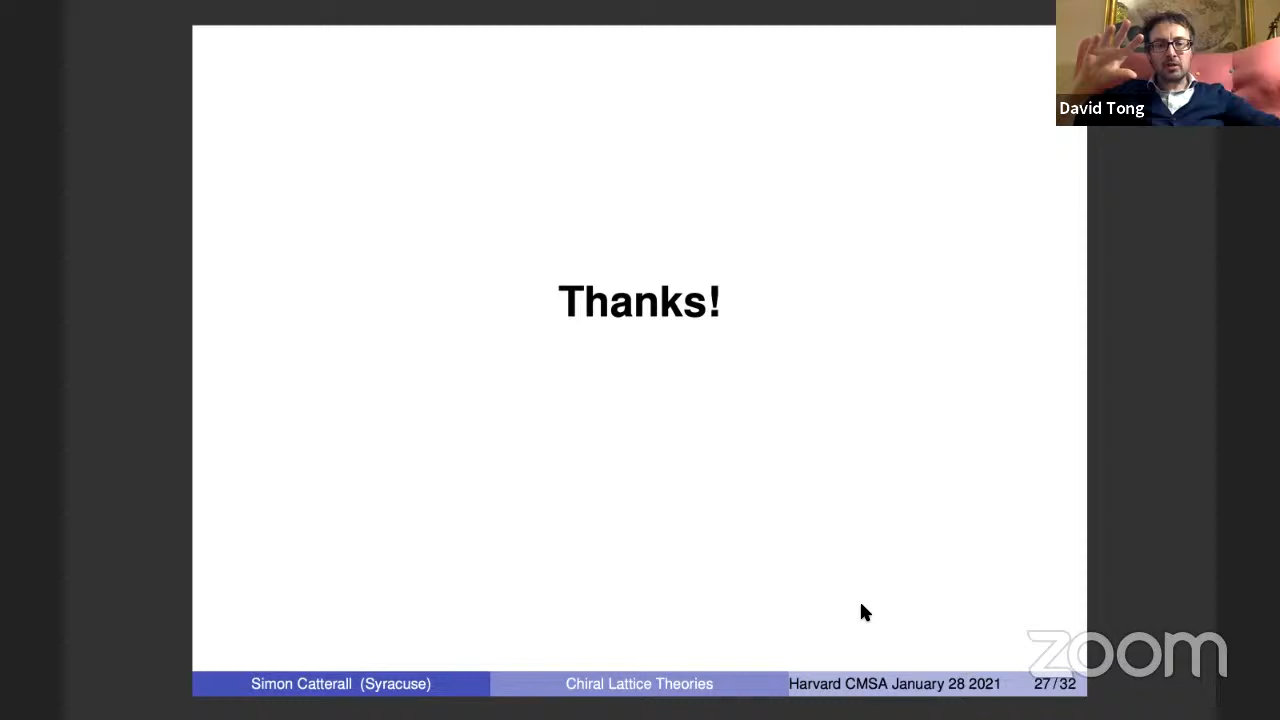 David Tong
Thanks!
zoom
Simon Catterall (Syracuse)
Chiral Lattice Theories
Harvard CMSA January 28 2021
27/32